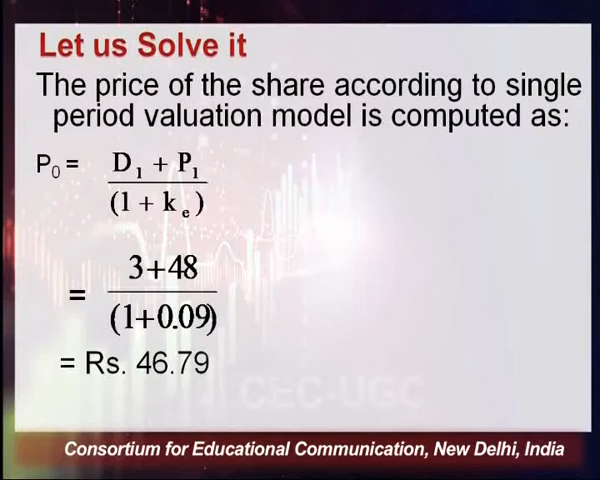 Let us Solve it
The price of the share according to single
period valuation model is computed as:
P₀ = D₁ + P₁
(1 + kₑ)
= 3+48
(1+0.09)
= Rs. 46.79
CEC-UGC
Consortium for Educational Communication, New Delhi, India